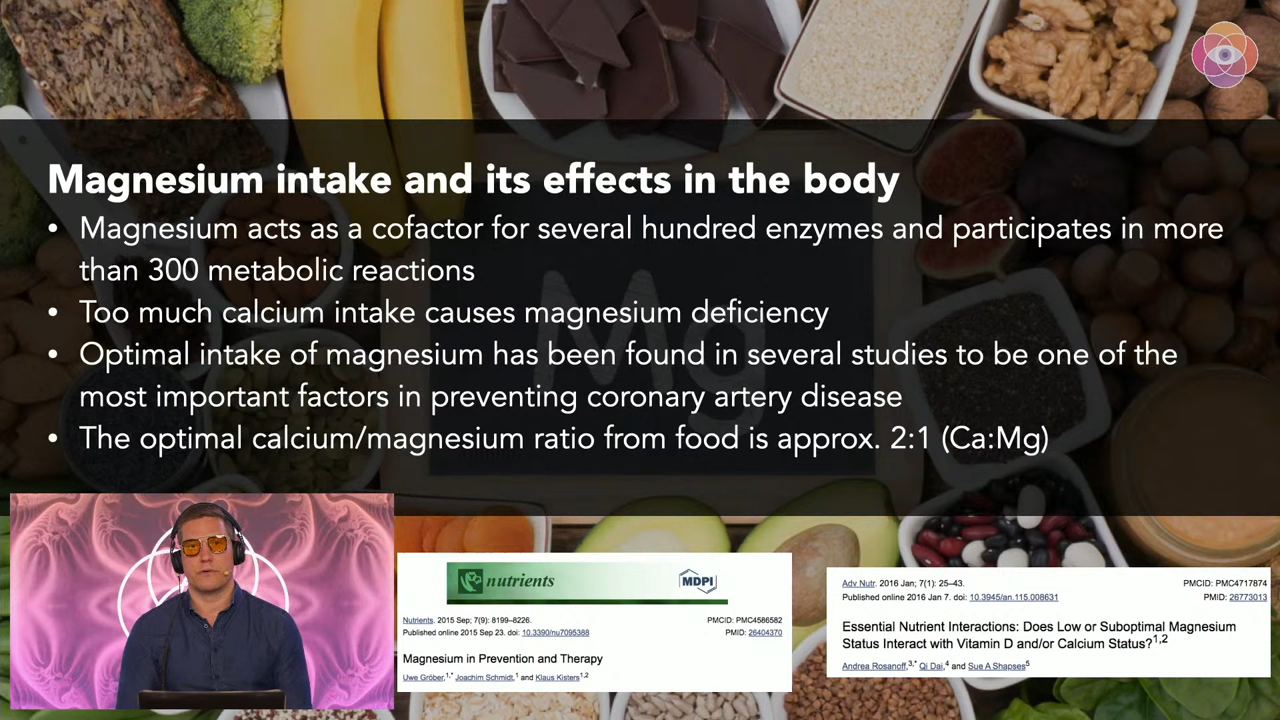 Magnesium intake and its effects in the body
• Magnesium acts as a cofactor for several hundred enzymes and participates in more
than 300 metabolic reactions
• Too much calcium intake causes magnesium deficiency
• Optimal intake of magnesium has been found in several studies to be one of the
most important factors in preventing coronary artery disease
• The optimal calcium/magnesium ratio from food is approx. 2:1 (Ca:Mg)
Mg
nutrients MDPI
Nutrients. 2015 Sep; 7(9): 8199–8226. PMCID: PMC4586582
Published online 2015 Sep 23. doi: 10.3390/nu7095388 PMID: 26404370
Magnesium in Prevention and Therapy
Uwe Gröber,1,* Joachim Schmidt,1 and Klaus Kisters1,2
Adv Nutr. 2016 Jan; 7(1): 25–43. PMCID: PMC4717874
Published online 2016 Jan 7. doi: 10.3945/an.115.008631 PMID: 26773013
Essential Nutrient Interactions: Does Low or Suboptimal Magnesium
Status Interact with Vitamin D and/or Calcium Status?1,2
Andrea Rosanoff,3,* Qi Dai,4 and Sue A Shapses5